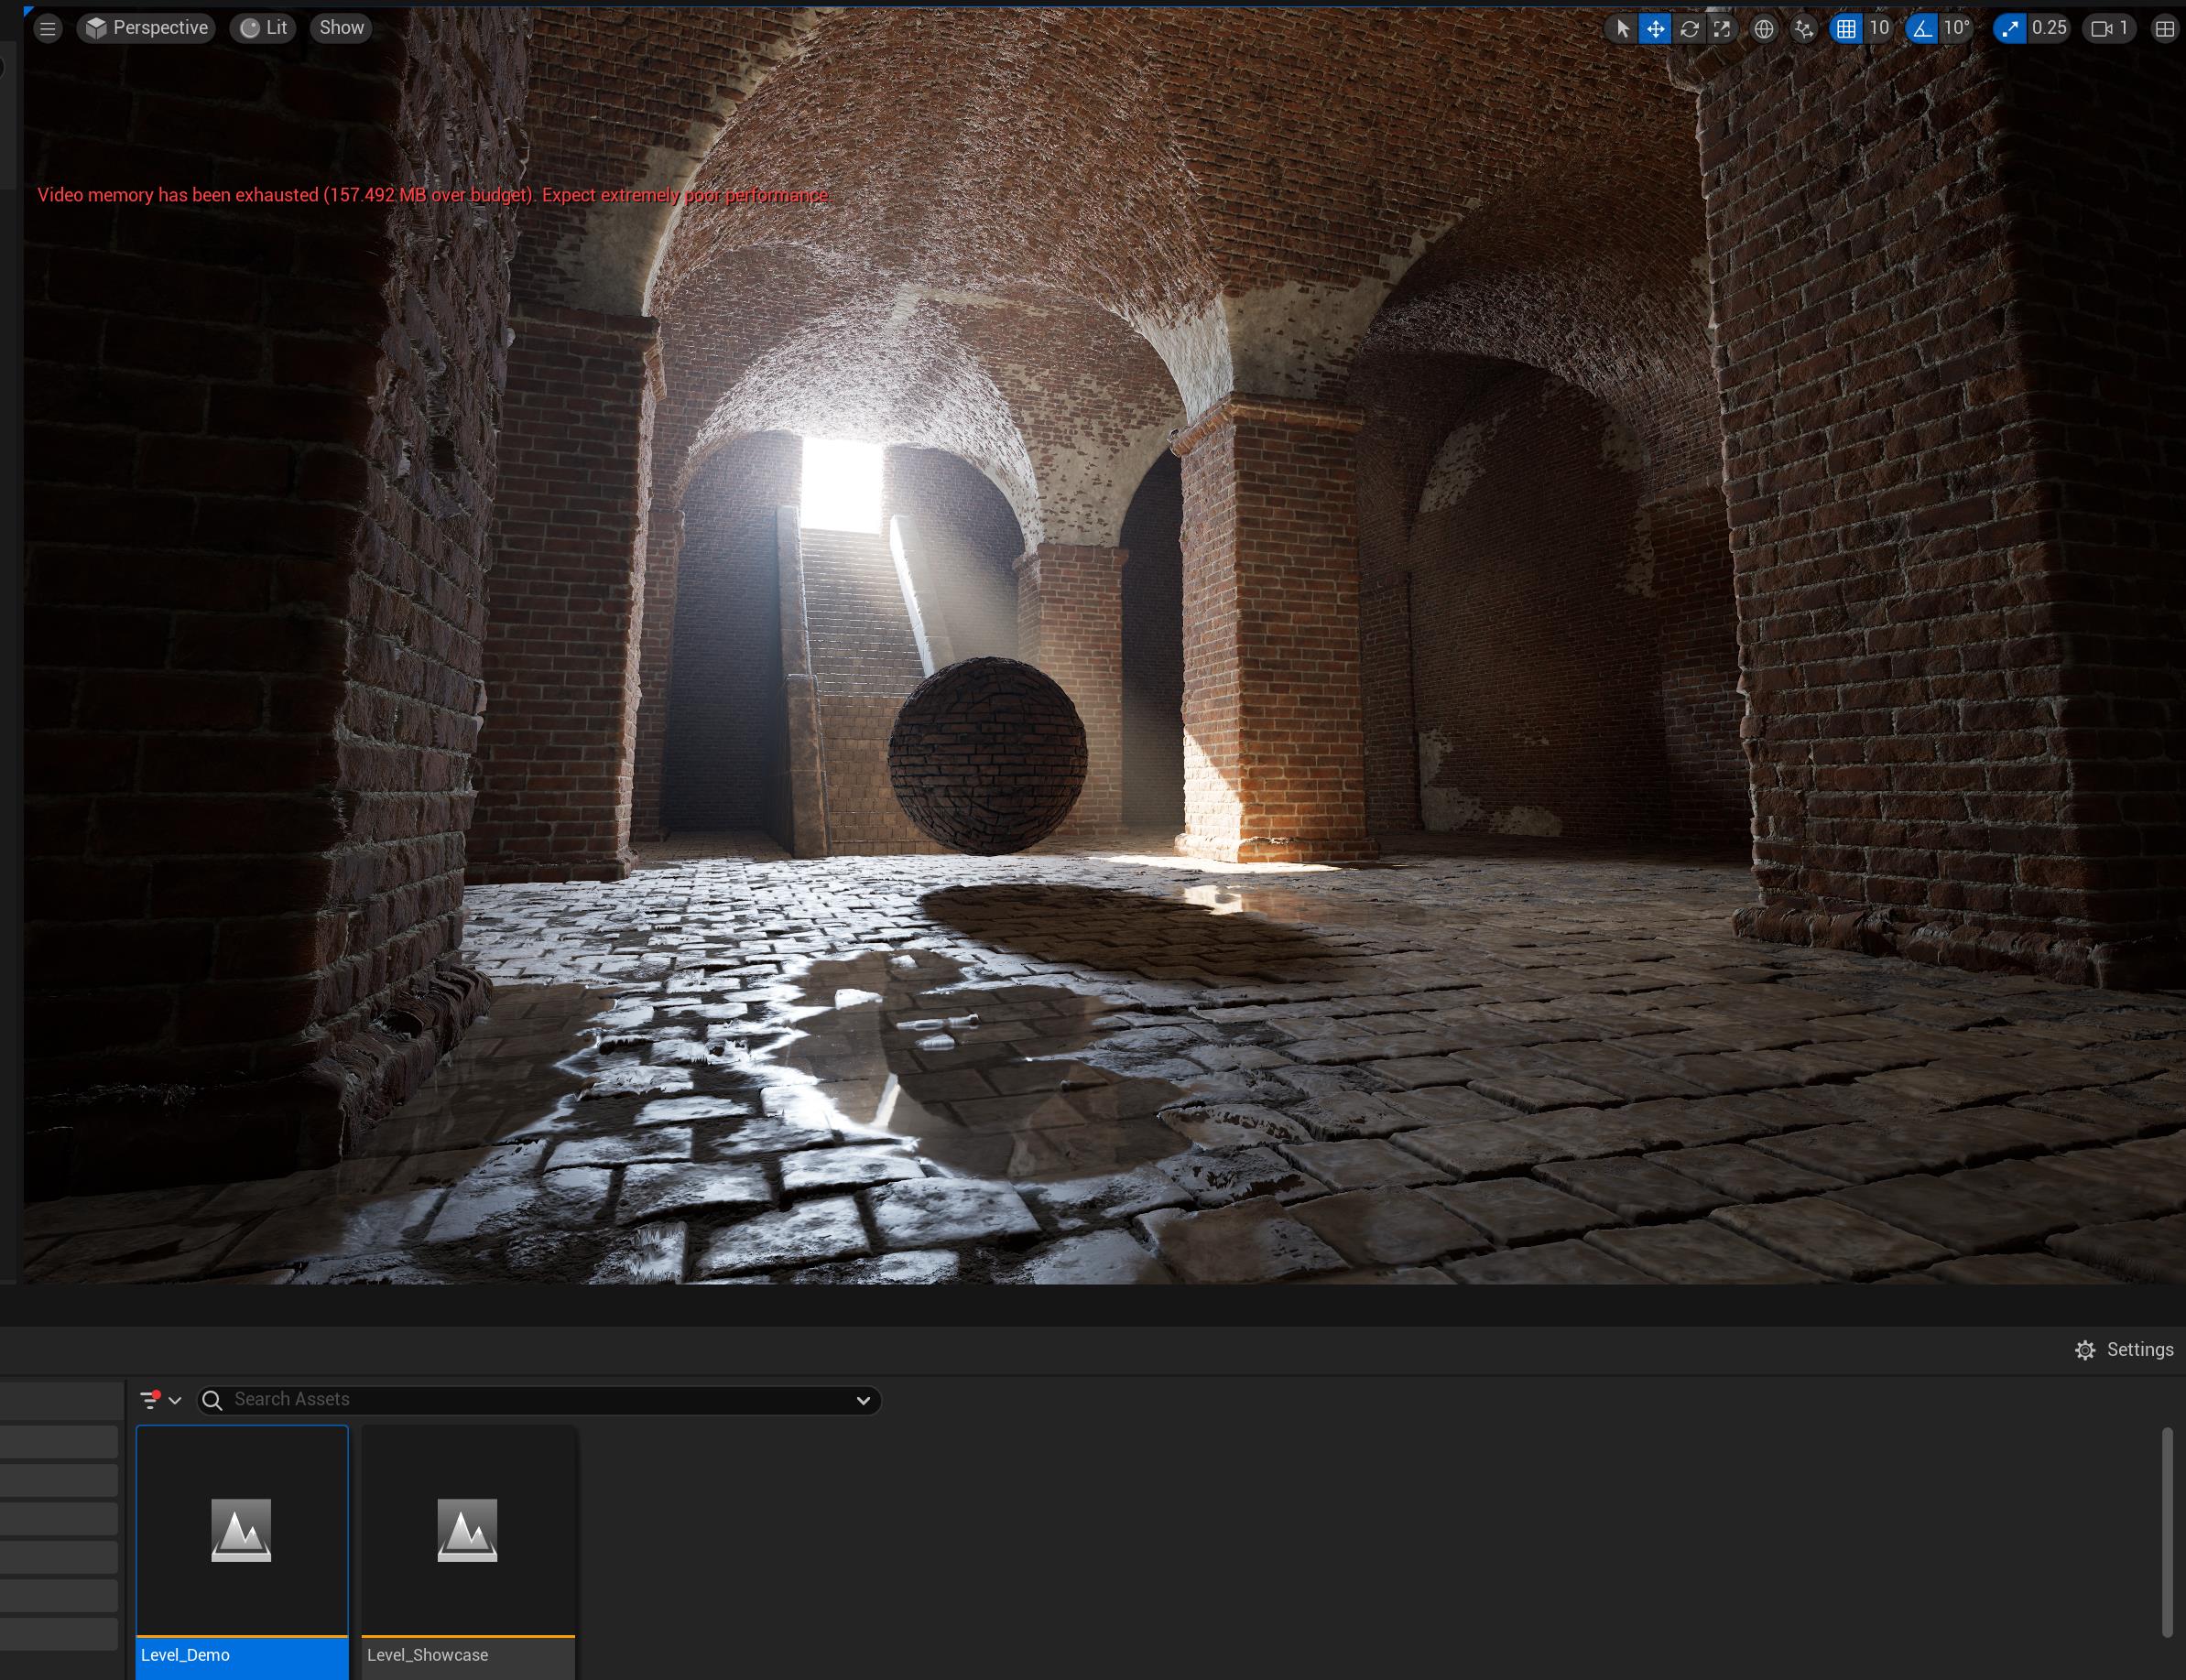 Perspective Lit Show 10 10° 0.25 1
Video memory has been exhausted (157.492 MB over budget). Expect extremely poor performance
Settings
Search Assets
Level_Demo Level_Showcase